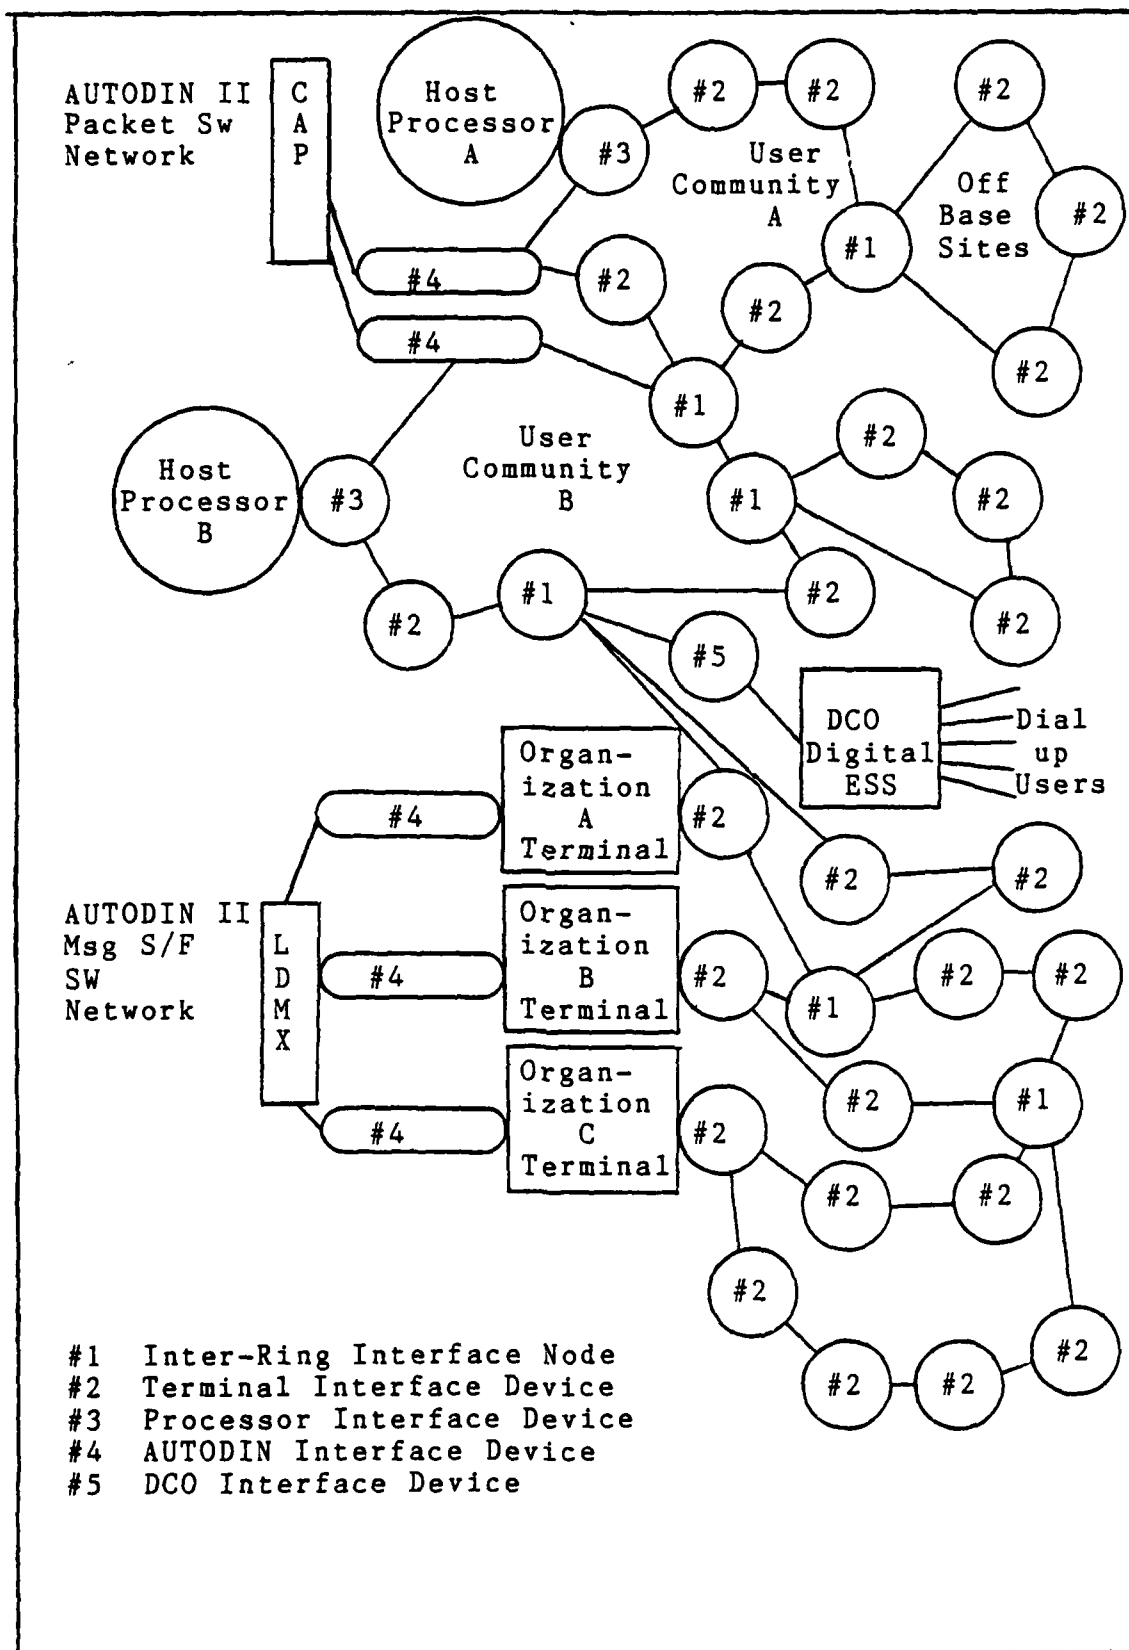 AUTODIN II
Packet Sw
Network
C
A
P
Host
Processor
A
#3
#2
#2
User
Community
A
#1
#2
Off
Base
Sites
#2
#2
#4
#2
#2
#4
#1
Host
Processor
B
#3
User
Community
B
#1
#2
#2
#2
#2
#2
#1
#5
DCO
Digital
ESS
Dial
up
Users
#4
Organ-
ization
A
Terminal
#2
#2
#2
AUTODIN II
Msg S/F
SW
Network
L
D
M
X
#4
Organ-
ization
B
Terminal
#2
#1
#2
#2
#2
#1
#4
Organ-
ization
C
Terminal
#2
#2
#2
#2
#2
#2
#2
#1 Inter-Ring Interface Node
#2 Terminal Interface Device
#3 Processor Interface Device
#4 AUTODIN Interface Device
#5 DCO Interface Device